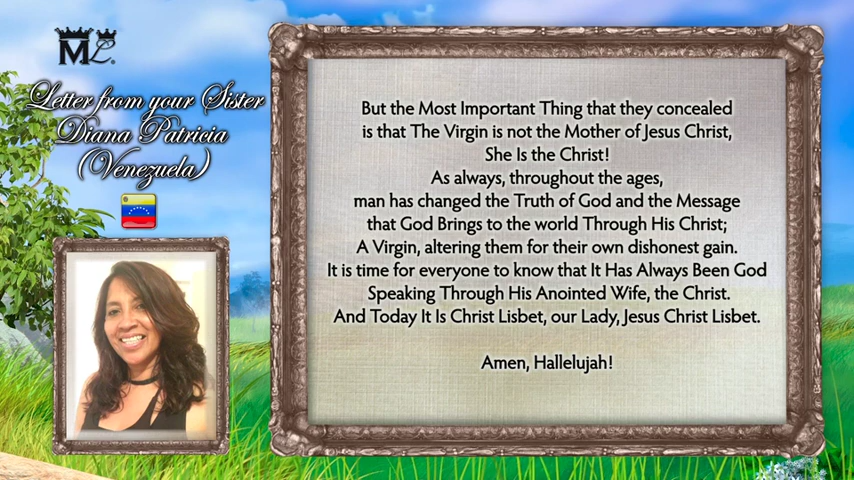 ML®
Letter from your Sister
Diana Patricia
(Venezuela)
But the Most Important Thing that they concealed
is that The Virgin is not the Mother of Jesus Christ,
She Is the Christ!
As always, throughout the ages,
man has changed the Truth of God and the Message
that God Brings to the world Through His Christ;
A Virgin, altering them for their own dishonest gain.
It is time for everyone to know that It Has Always Been God
Speaking Through His Anointed Wife, the Christ.
And Today It Is Christ Lisbet, our Lady, Jesus Christ Lisbet.
Amen, Hallelujah!